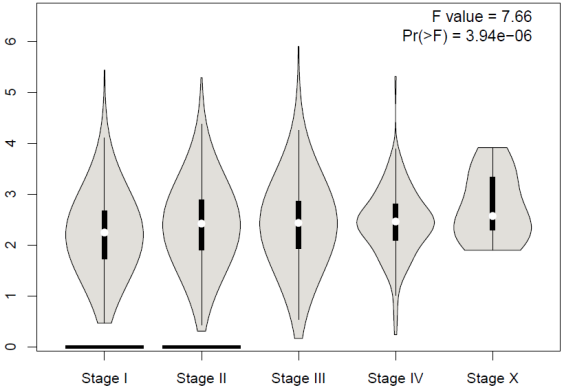 F value = 7.66
Pr(>F) = 3.94e−06
6
5
4
3
2
1
0
Stage I
Stage II
Stage III
Stage IV
Stage X